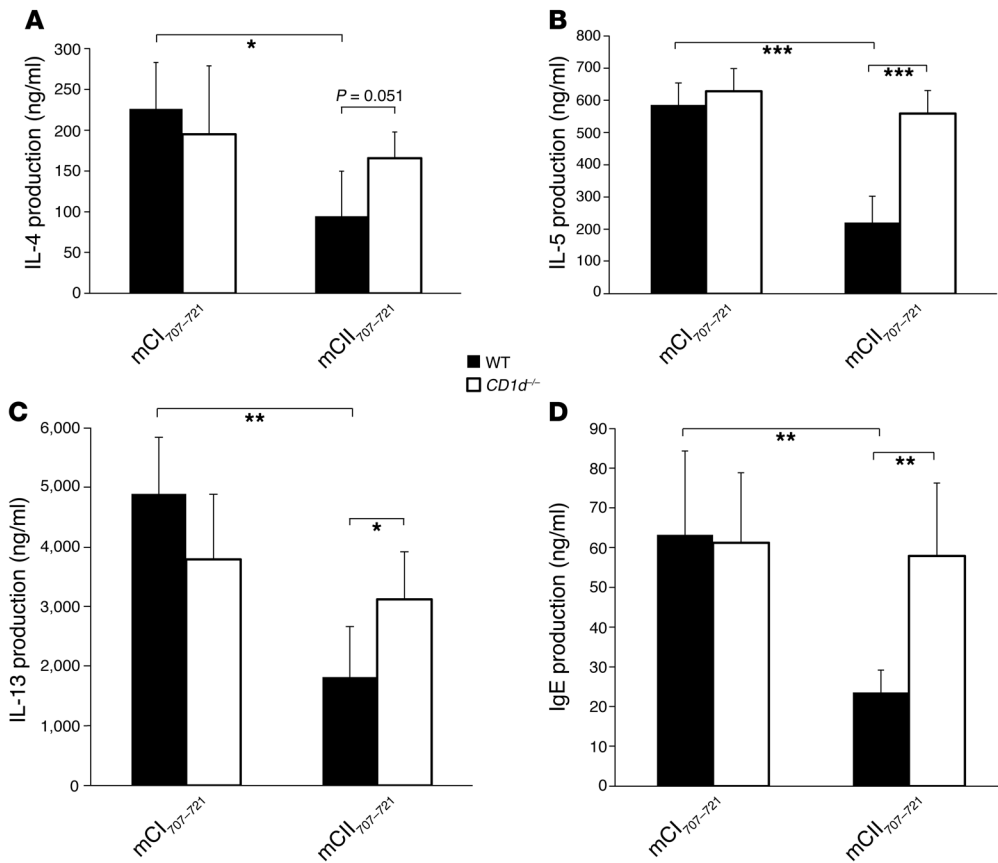 A
IL-4 production (ng/ml)
300
250
200
150
100
50
0
*
P = 0.051
mCI707–721
mCII707–721
B
IL-5 production (ng/ml)
800
700
600
500
400
300
200
100
0
***
***
mCI707–721
mCII707–721
WT
CD1d–/–
C
IL-13 production (ng/ml)
6,000
5,000
4,000
3,000
2,000
1,000
0
**
*
mCI707–721
mCII707–721
D
IgE production (ng/ml)
90
80
70
60
50
40
30
20
10
0
**
**
mCI707–721
mCII707–721